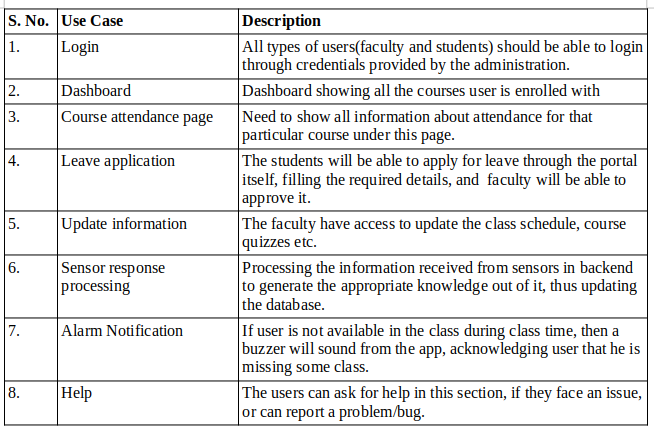 S. No. Use Case Description
1. Login All types of users(faculty and students) should be able to login
through credentials provided by the administration.
2. Dashboard Dashboard showing all the courses user is enrolled with
3. Course attendance page Need to show all information about attendance for that
particular course under this page.
4. Leave application The students will be able to apply for leave through the portal
itself, filling the required details, and faculty will be able to
approve it.
5. Update information The faculty have access to update the class schedule, course
quizzes etc.
6. Sensor response Processing the information received from sensors in backend
processing to generate the appropriate knowledge out of it, thus updating
the database.
7. Alarm Notification If user is not available in the class during class time, then a
buzzer will sound from the app, acknowledging user that he is
missing some class.
8. Help The users can ask for help in this section, if they face an issue,
or can report a problem/bug.